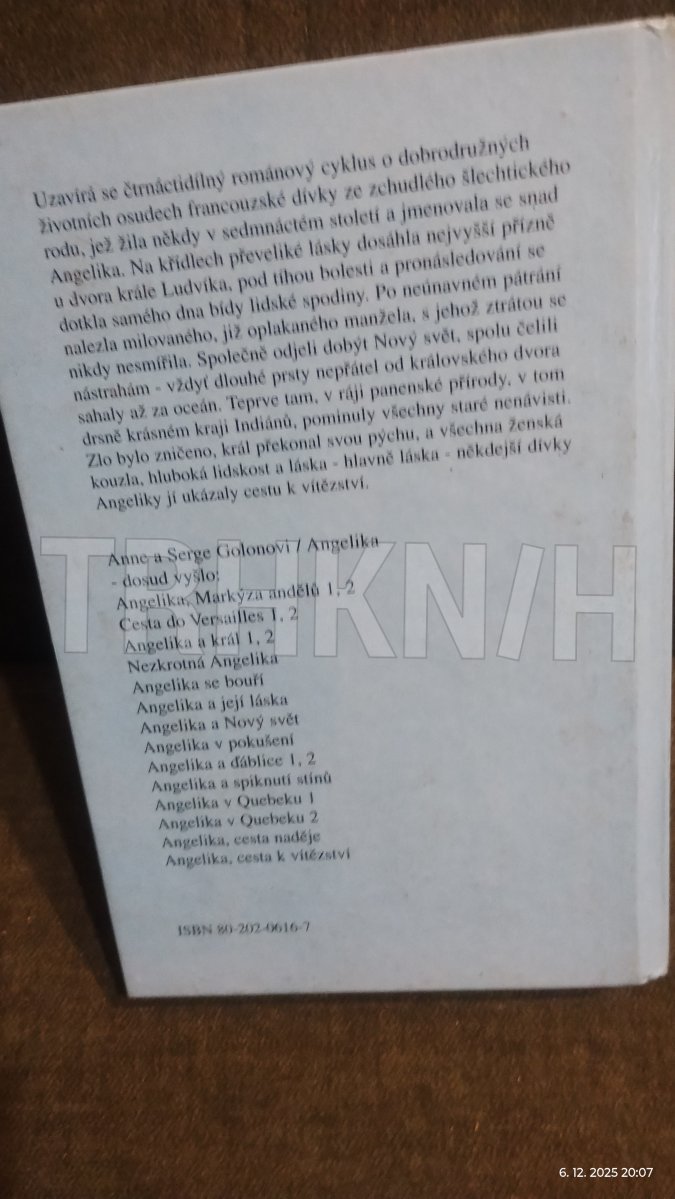 Uzavírá se čtrnáctidílný románový cyklus o dobrodružných
životních osudech francouzské dívky ze zchudlého šlechtického
rodu, jež žila někdy v sedmnáctém století a jmenovala se snad
Angelika. Na křídlech převeliké lásky dosáhla nejvyšší přízně
u dvora krále Ludvíka, pod tíhou bolesti a pronásledování se
dotkla samého dna bídy lidské spodiny. Po neúnavném pátrání
nalezla milovaného, již oplakaného manžela, s jehož ztrátou se
nikdy nesmířila. Společně odjeli dobýt Nový svět, spolu čelili
nástrahám - vždyť dlouhé prsty nepřátel od královského dvora
sahaly až za oceán. Teprve tam, v ráji panenské přírody, v tom
drsně krásném kraji Indiánů, pominuly všechny staré nenávisti.
Zlo bylo zničeno, král překonal svou pýchu, a všechna ženská
kouzla, hluboká lidskost a láska - hlavně láska - někdejší dívky
Angeliky jí ukázaly cestu k vítězství.
Anne a Serge Golonovi / Angelika
- dosud vyšlo:
Angelika, Markýza andělů 1, 2
Cesta do Versailles 1, 2
Angelika a král 1, 2
Nezkrotná Angelika
Angelika se bouří
Angelika a její láska
Angelika a Nový svět
Angelika v pokušení
Angelika a ďáblice 1, 2
Angelika a spiknutí stínů
Angelika v Quebeku 1
Angelika v Quebeku 2
Angelika, cesta naděje
Angelika, cesta k vítězství
ISBN 80-202-0616-7
TRHKN/H
6. 12. 2025 20:07